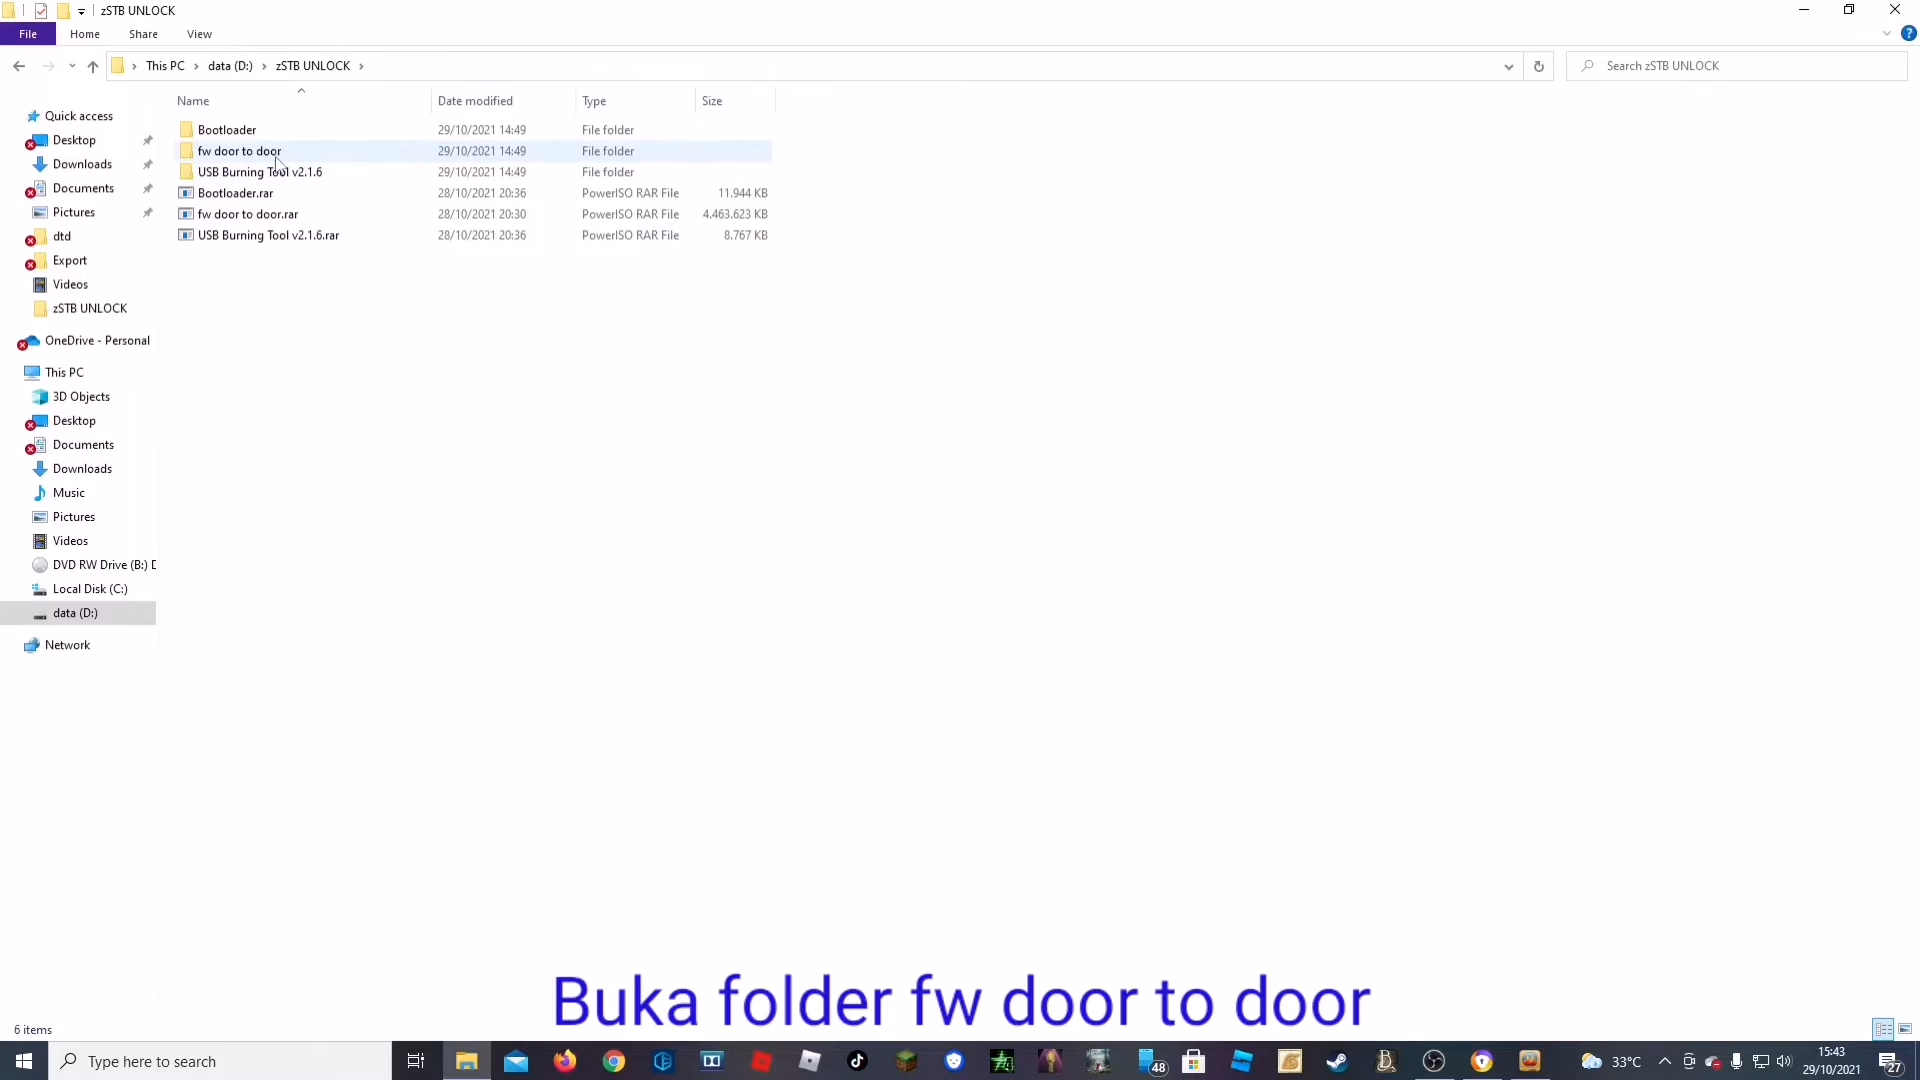 zSTB UNLOCK
File Home Share View
This PC data (D:) zSTB UNLOCK
Search zSTB UNLOCK
Name Date modified Type Size
Bootloader 29/10/2021 14:49 File folder
fw door to door 29/10/2021 14:49 File folder
USB Burning Tool v2.1.6 29/10/2021 14:49 File folder
Bootloader.rar 28/10/2021 20:36 PowerISO RAR File 11.944 KB
fw door to door.rar 28/10/2021 20:30 PowerISO RAR File 4.463.623 KB
USB Burning Tool v2.1.6.rar 28/10/2021 20:36 PowerISO RAR File 8.767 KB
Quick access
Desktop
Downloads
Documents
Pictures
dtd
Export
Videos
zSTB UNLOCK
OneDrive - Personal
This PC
3D Objects
Desktop
Documents
Downloads
Music
Pictures
Videos
DVD RW Drive (B:) D
Local Disk (C:)
data (D:)
Network
Buka folder fw door to door
6 items
Type here to search
48
33°C
15:43
29/10/2021
27